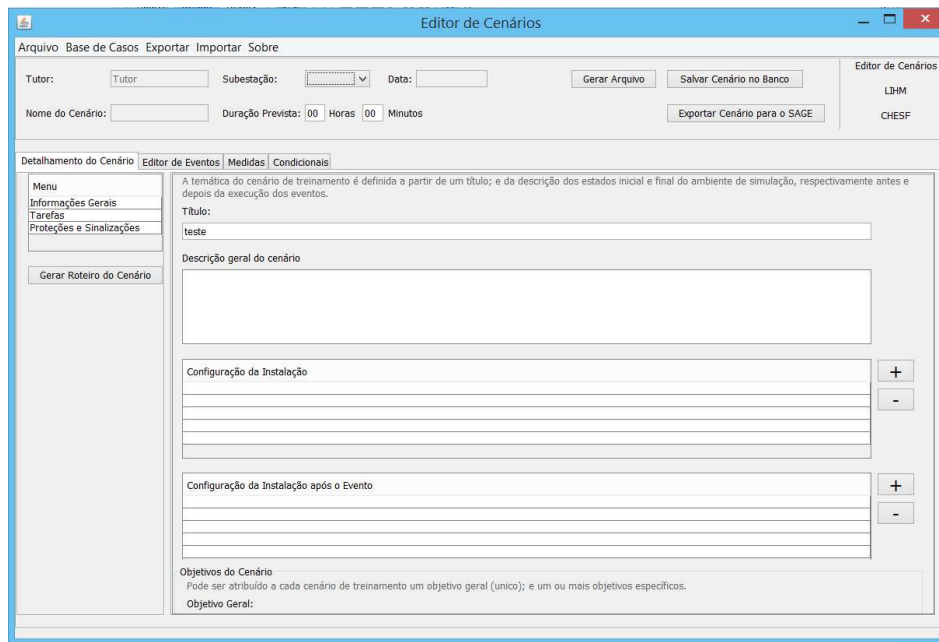 Editor de Cenários
Arquivo Base de Casos Exportar Importar Sobre
Tutor: Tutor Subestação: Data: Gerar Arquivo Salvar Cenário no Banco
Editor de Cenários
LIHM
CHESF
Nome do Cenário: Duração Prevista: 00 Horas 00 Minutos Exportar Cenário para o SAGE
Detalhamento do Cenário Editor de Eventos Medidas Condicionais
Menu
Informações Gerais
Tarefas
Proteções e Sinalizações
Gerar Roteiro do Cenário
A temática do cenário de treinamento é definida a partir de um título; e da descrição dos estados inicial e final do ambiente de simulação, respectivamente antes e
depois da execução dos eventos.
Título:
teste
Descrição geral do cenário
Configuração da Instalação
+
-
Configuração da Instalação após o Evento
+
-
Objetivos do Cenário
Pode ser atribuído a cada cenário de treinamento um objetivo geral (unico); e um ou mais objetivos específicos.
Objetivo Geral: